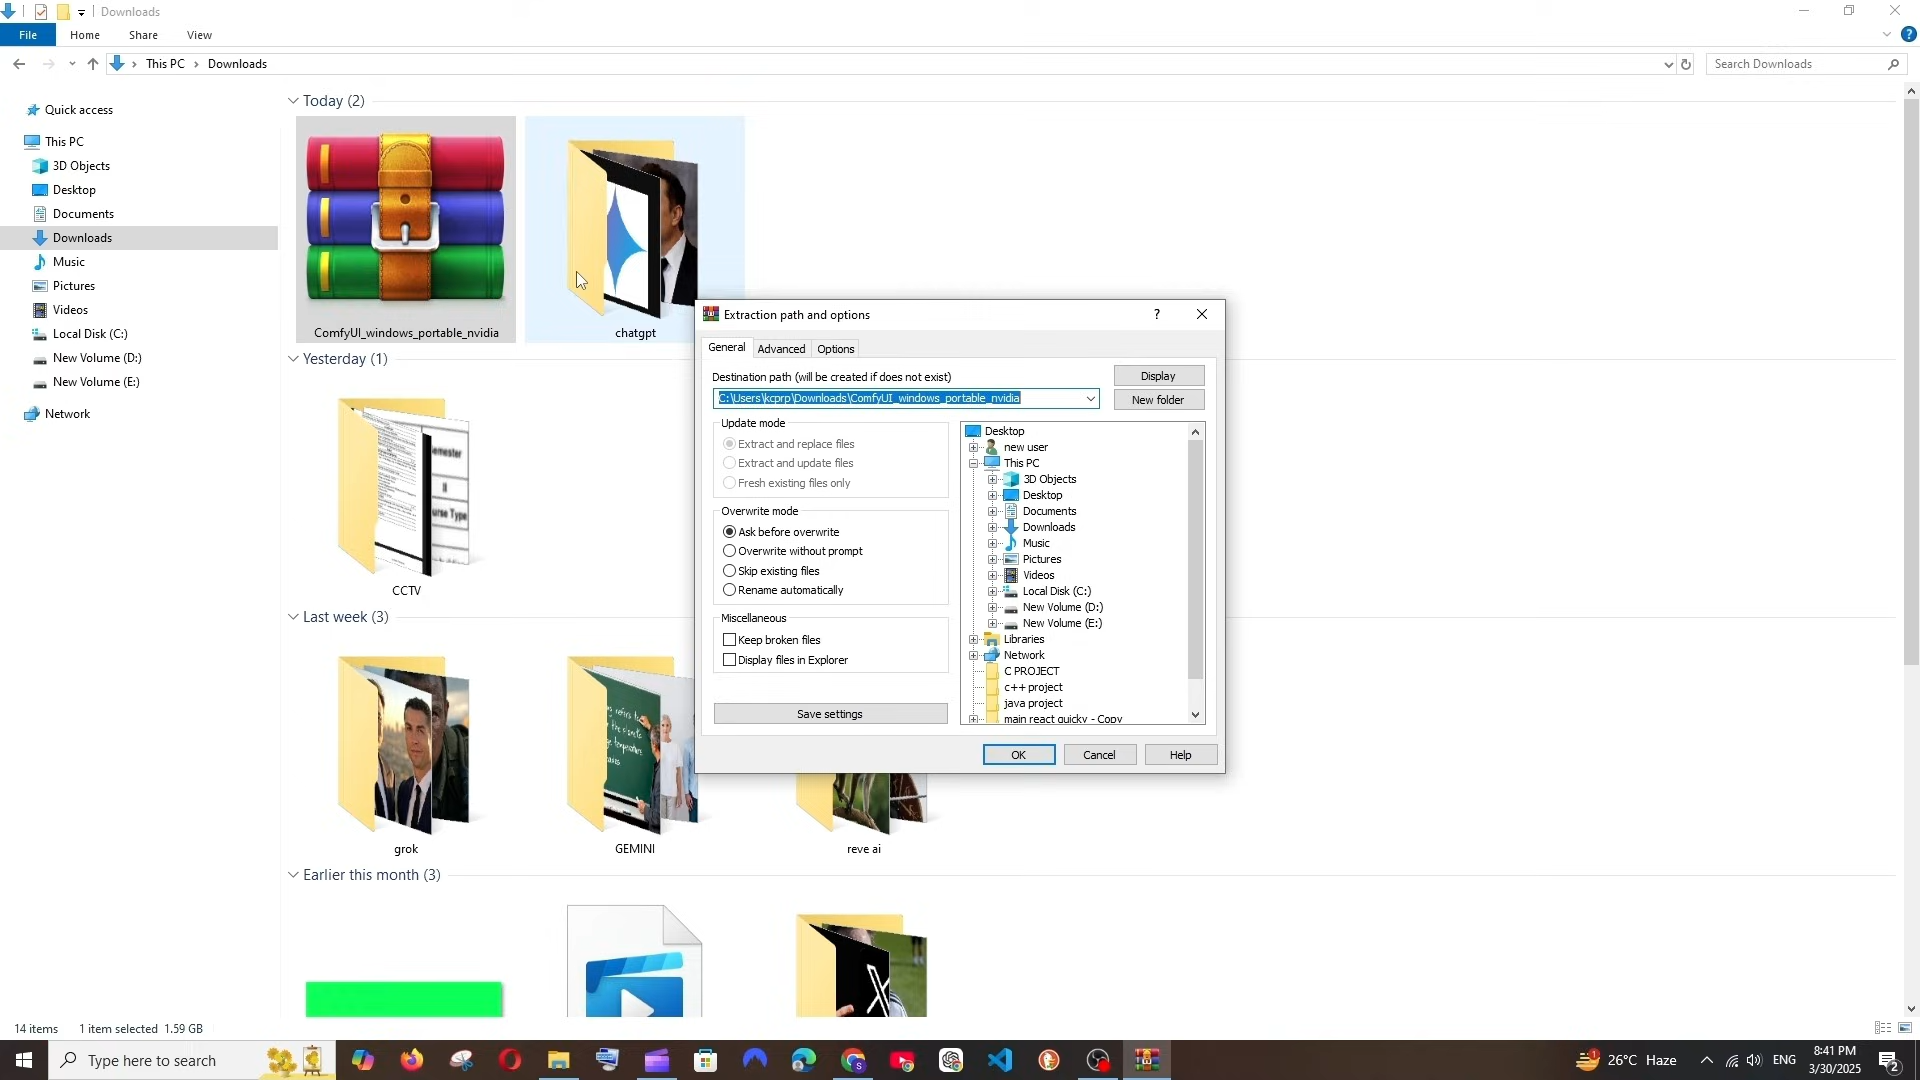 Downloads
File
Home
Share
View
This PC
Downloads
Search Downloads
Quick access
This PC
3D Objects
Desktop
Documents
Downloads
Music
Pictures
Videos
Local Disk (C:)
New Volume (D:)
New Volume (E:)
Network
Today (2)
ComfyUI_windows_portable_nvidia
chatgpt
Yesterday (1)
CCTV
Last week (3)
grok
GEMINI
reve ai
Earlier this month (3)
Extraction path and options
?
General
Advanced
Options
Destination path (will be created if does not exist)
Display
C:\Users\kcprp\Downloads\ComfyUI_windows_portable_nvidia
New folder
Update mode
Extract and replace files
Extract and update files
Fresh existing files only
Overwrite mode
Ask before overwrite
Overwrite without prompt
Skip existing files
Rename automatically
Miscellaneous
Keep broken files
Display files in Explorer
Save settings
Desktop
new user
This PC
3D Objects
Desktop
Documents
Downloads
Music
Pictures
Videos
Local Disk (C:)
New Volume (D:)
New Volume (E:)
Libraries
Network
C PROJECT
c++ project
java project
main react quicky - Copy
OK
Cancel
Help
14 items
1 item selected 1.59 GB
Type here to search
26°C Haze
ENG
8:41 PM
3/30/2025
2